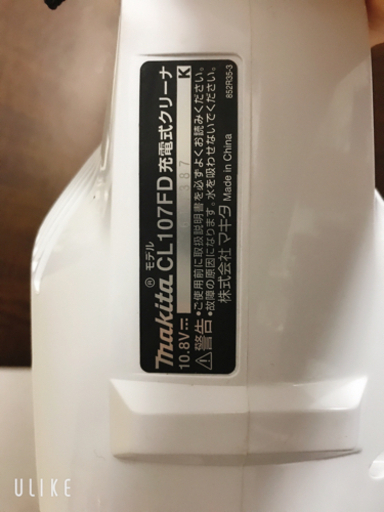 makita® モデル CL107FD 充電式クリーナ
10.8V K
警告 •ご使用前に取扱説明書を必ずよくお読みください。
•故障の原因になります。水を吸わせないでください。
株式会社 マキタ Made in China
852R35-3
ULIKE